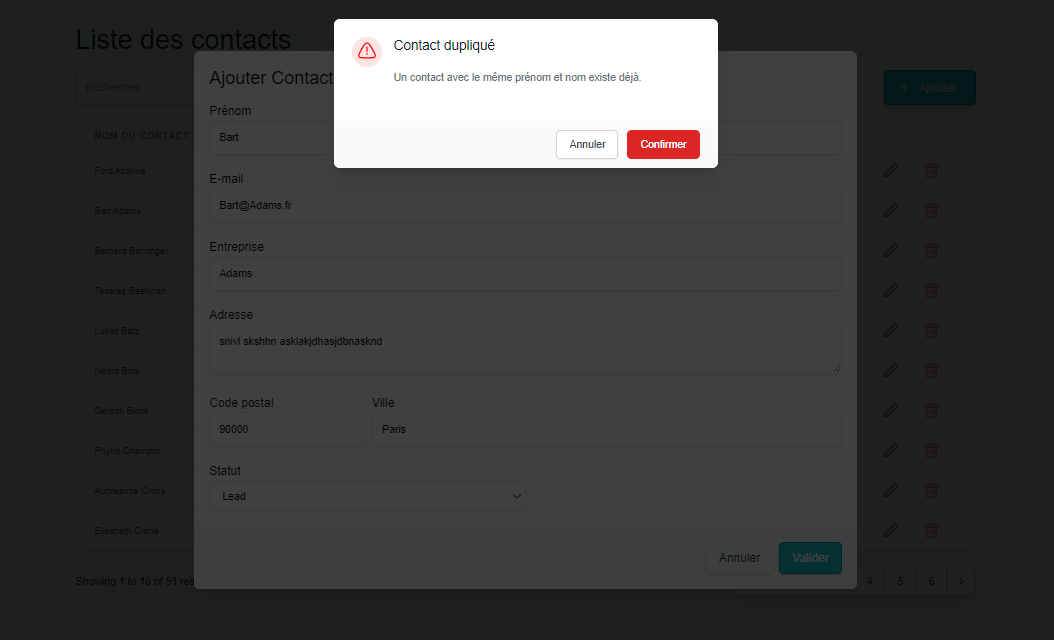 Liste des contacts
Rechercher
+ Ajouter
NOM DU CONTACT
Ford Abshire
Bart Adams
Bernard Bahringer
Tavares Bashirian
Lukas Batz
Nedra Bins
Gerson Block
Phyllis Champlin
Audreanne Crona
Elisabeth Crona
Showing 1 to 10 of 51 res
4 5 6
Ajouter Contact
Prénom
Bart
E-mail
Bart@Adams.fr
Entreprise
Adams
Adresse
snivl skshhn asklakjdhasjdbnasknd
Code postal
Ville
90000
Paris
Statut
Lead
Annuler
Valider
Contact dupliqué
Un contact avec le même prénom et nom existe déjà.
Annuler
Confirmer